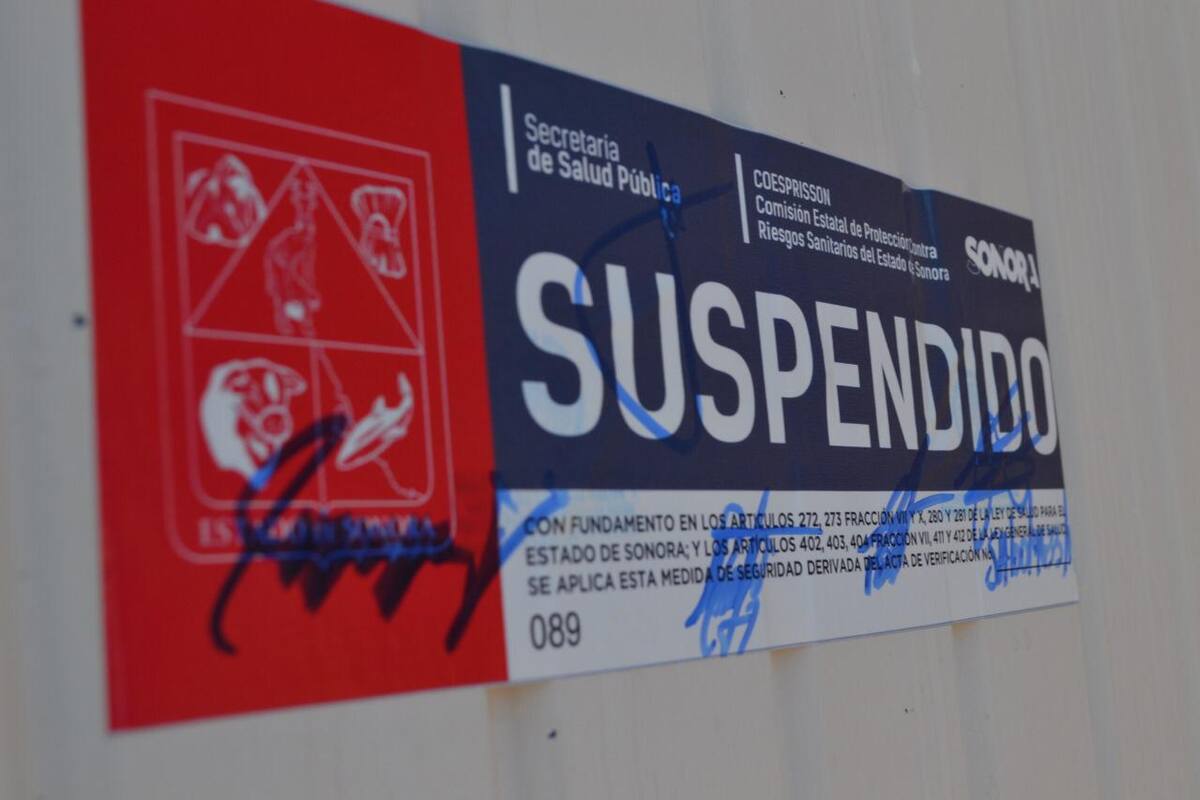 Secretaría
de Salud Pública
COESPRISSON
Comisión Estatal de Protección Contra
Riesgos Sanitarios del Estado de Sonora
SONORA
SUSPENDIDO
ESTADO DE SONORA
CON FUNDAMENTO EN LOS ARTICULOS 272, 273 FRACCIÓN VII Y X, 280 Y 281 DE LA LEY DE SALUD PARA EL
ESTADO DE SONORA; Y LOS ARTÍCULOS 402, 403, 404 FRACCIÓN VII, 411 Y 412 DE LA LEY GENERAL DE SALUD,
SE APLICA ESTA MEDIDA DE SEGURIDAD DERIVADA DEL ACTA DE VERIFICACIÓN No.
089